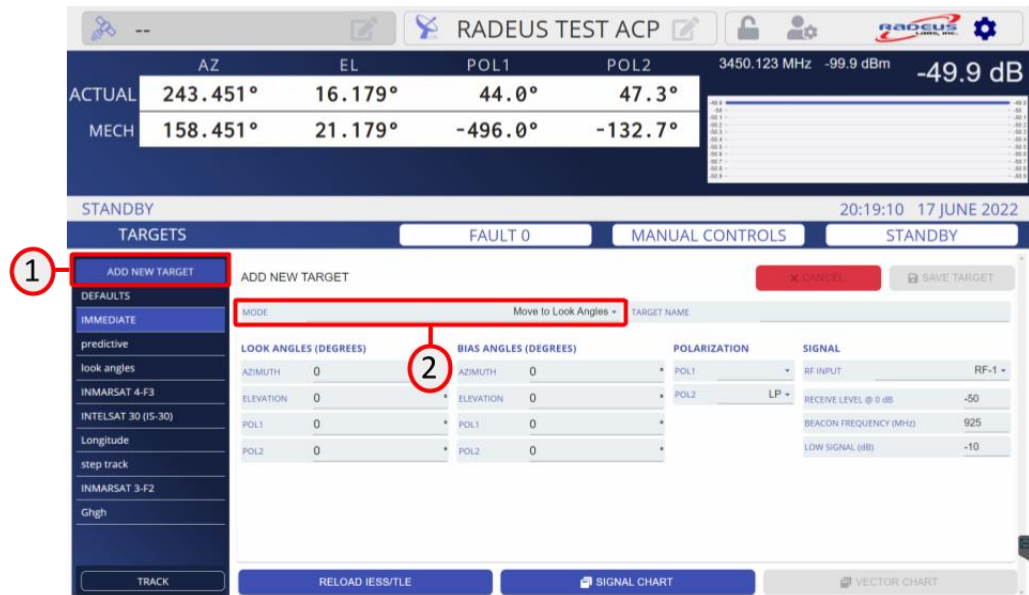 --
RADEUS TEST ACP
RADEUS
LABS, INC.
AZ EL POL1 POL2
3450.123 MHz -99.9 dBm -49.9 dB
ACTUAL 243.451° 16.179° 44.0° 47.3°
MECH 158.451° 21.179° -496.0° -132.7°
STANDBY 20:19:10 17 JUNE 2022
TARGETS FAULT 0 MANUAL CONTROLS STANDBY
1
ADD NEW TARGET
DEFAULTS
IMMEDIATE
predictive
look angles
INMARSAT 4-F3
INTELSAT 30 (IS-30)
Longitude
step track
INMARSAT 3-F2
Ghgh
TRACK
ADD NEW TARGET CANCEL SAVE TARGET
MODE Move to Look Angles TARGET NAME
2
LOOK ANGLES (DEGREES) BIAS ANGLES (DEGREES) POLARIZATION SIGNAL
AZIMUTH 0 ° AZIMUTH 0 ° POL1 RF INPUT RF-1
ELEVATION 0 ° ELEVATION 0 ° POL2 LP RECEIVE LEVEL @ 0 dB -50
POL1 0 ° POL1 0 ° BEACON FREQUENCY (MHz) 925
POL2 0 ° POL2 0 ° LOW SIGNAL (dB) -10
RELOAD IESS/TLE SIGNAL CHART VECTOR CHART